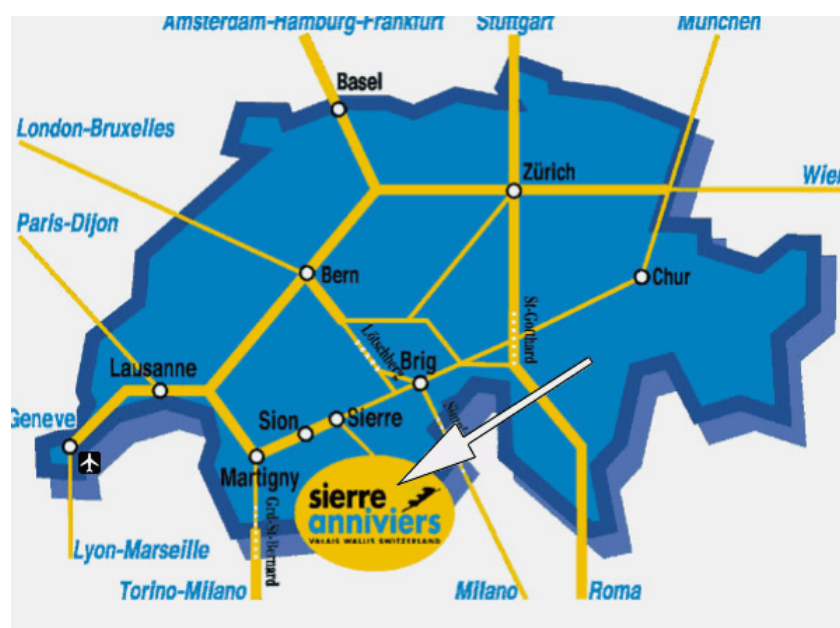 Amsterdam-Hamburg-Frankfurt
Stuttgart
München
Basel
London-Bruxelles
Zürich
Wien
Paris-Dijon
Bern
Chur
St-Gotthard
Lötschberg
Lausanne
Brig
Geneve
Sion
Sierre
Martigny
sierre
anniviers
VALAIS WALLIS SWITZERLAND
Grd-St-Bernard
Lyon-Marseille
Torino-Milano
Milano
Roma